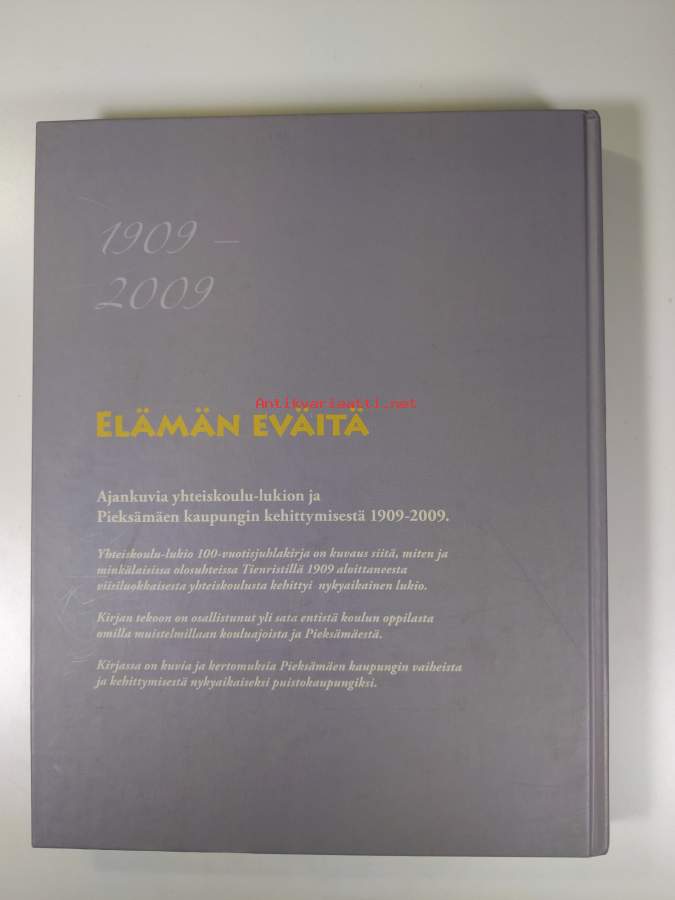 1909 –
2009
Antikvariaatti.net
ELÄMÄN EVÄITÄ
Ajankuvia yhteiskoulu-lukion ja
Pieksämäen kaupungin kehittymisestä 1909-2009.
Yhteiskoulu-lukio 100-vuotisjuhlakirja on kuvaus siitä, miten ja
minkälaisissa olosuhteissa Tienristillä 1909 aloittaneesta
viisiluokkaisesta yhteiskoulusta kehittyi nykyaikainen lukio.
Kirjan tekoon on osallistunut yli sata entistä koulun oppilasta
omilla muistelmillaan kouluajoista ja Pieksämäestä.
Kirjassa on kuvia ja kertomuksia Pieksämäen kaupungin vaiheista
ja kehittymisestä nykyaikaiseksi puistokaupungiksi.